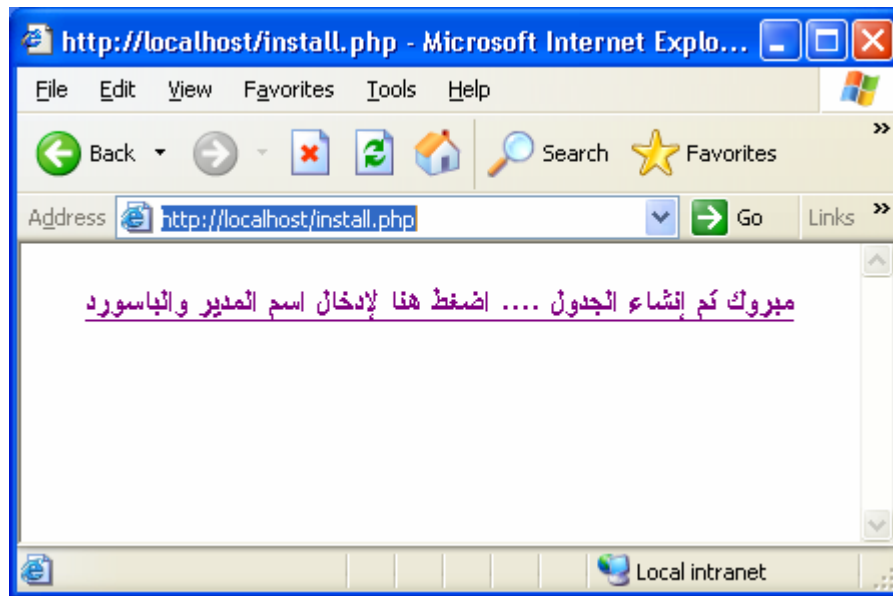 http://localhost/install.php - Microsoft Internet Explo...
File Edit View Favorites Tools Help
Back Search Favorites »
Address http://localhost/install.php Go Links »
مبروك تم إنشاء الجدول .... اضغط هنا لإدخال اسم المدير والباسورد
Local intranet